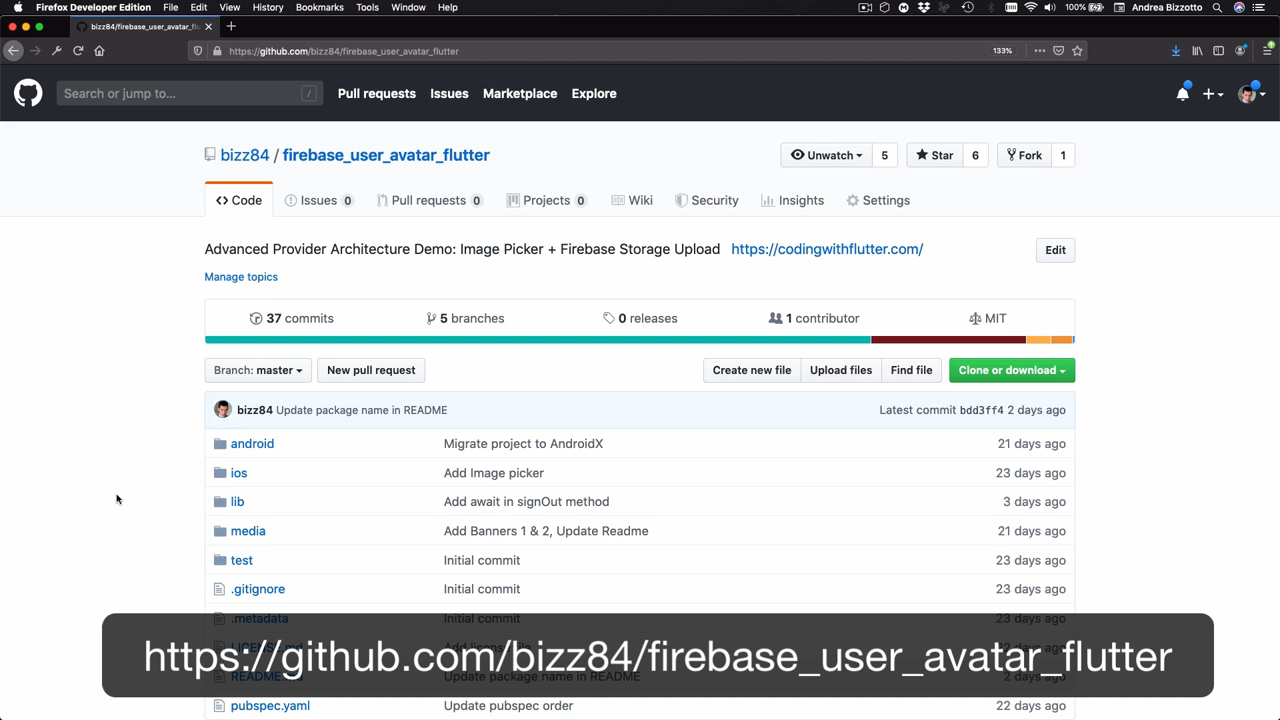 Firefox Developer Edition File Edit View History Bookmarks Tools Window Help 100% Andrea Bizzotto
bizz84/firebase_user_avatar_flu
https://github.com/bizz84/firebase_user_avatar_flutter 133%
Search or jump to... / Pull requests Issues Marketplace Explore
bizz84 / firebase_user_avatar_flutter Unwatch 5 Star 6 Fork 1
Code Issues 0 Pull requests 0 Projects 0 Wiki Security Insights Settings
Advanced Provider Architecture Demo: Image Picker + Firebase Storage Upload https://codingwithflutter.com/ Edit
Manage topics
37 commits 5 branches 0 releases 1 contributor MIT
Branch: master New pull request Create new file Upload files Find file Clone or download
bizz84 Update package name in README Latest commit bdd3ff4 2 days ago
android Migrate project to AndroidX 21 days ago
ios Add Image picker 23 days ago
lib Add await in signOut method 3 days ago
media Add Banners 1 & 2, Update Readme 21 days ago
test Initial commit 23 days ago
.gitignore Initial commit 23 days ago
.metadata Initial commit 23 days ago
https://github.com/bizz84/firebase_user_avatar_flutter
Update package name in README
pubspec.yaml Update pubspec order 22 days ago